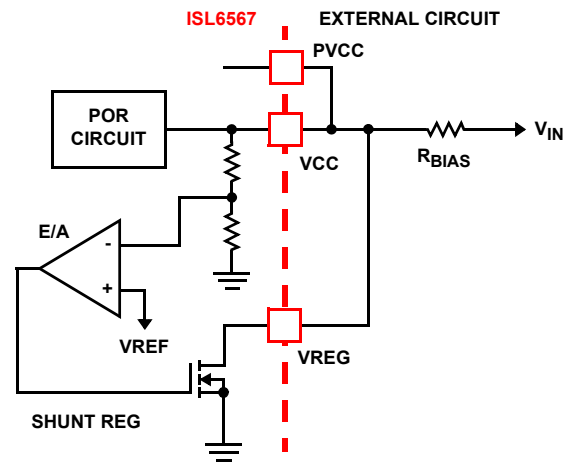 ISL6567 EXTERNAL CIRCUIT
PVCC
POR
CIRCUIT
VCC
RBIAS
VIN
E/A
-
+
VREF
VREG
SHUNT REG